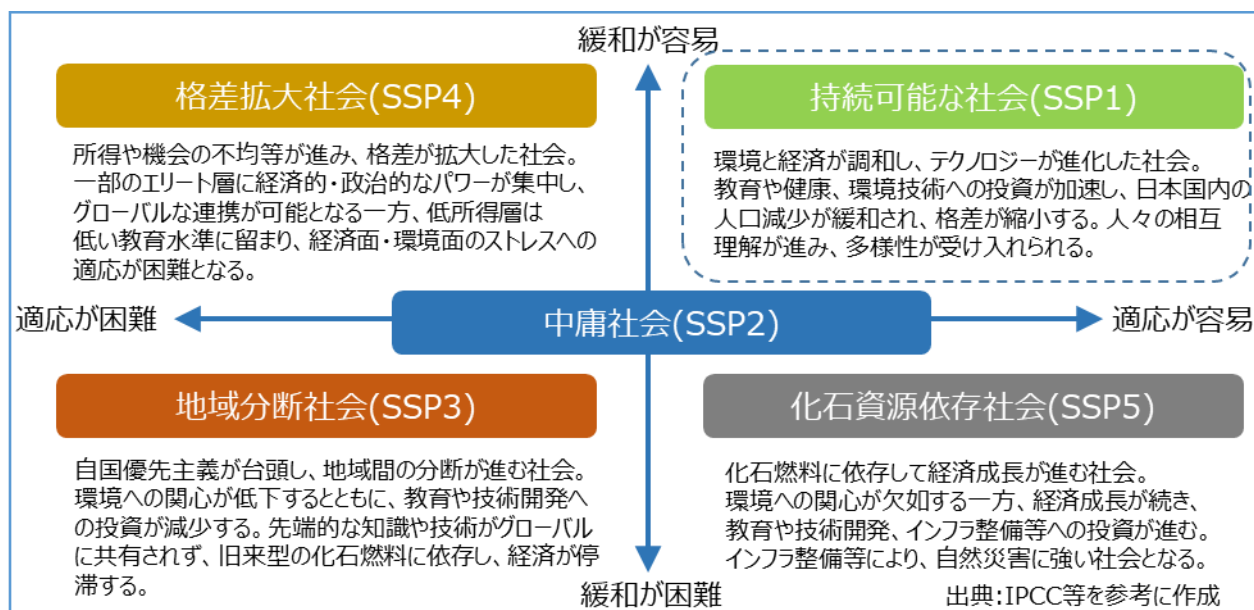 緩和が容易
格差拡大社会(SSP4)
所得や機会の不均等が進み、格差が拡大した社会。
一部のエリート層に経済的・政治的なパワーが集中し、
グローバルな連携が可能となる一方、低所得層は
低い教育水準に留まり、経済面・環境面のストレスへの
適応が困難となる。
持続可能な社会(SSP1)
環境と経済が調和し、テクノロジーが進化した社会。
教育や健康、環境技術への投資が加速し、日本国内の
人口減少が緩和され、格差が縮小する。人々の相互
理解が進み、多様性が受け入れられる。
適応が困難
中庸社会(SSP2)
適応が容易
地域分断社会(SSP3)
自国優先主義が台頭し、地域間の分断が進む社会。
環境への関心が低下するとともに、教育や技術開発へ
の投資が減少する。先端的な知識や技術がグローバル
に共有されず、旧来型の化石燃料に依存し、経済が停
滞する。
化石資源依存社会(SSP5)
化石燃料に依存して経済成長が進む社会。
環境への関心が欠如する一方、経済成長が続き、
教育や技術開発、インフラ整備等への投資が進む。
インフラ整備等により、自然災害に強い社会となる。
緩和が困難
出典:IPCC等を参考に作成